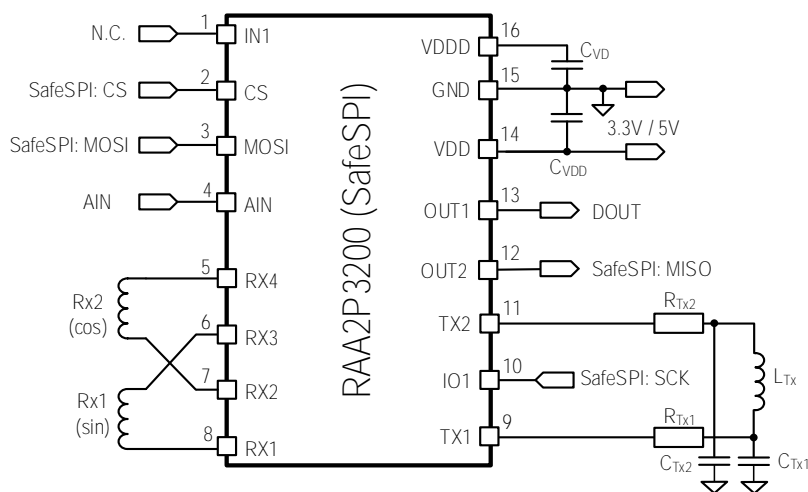 N.C.
1
IN1
SafeSPI: CS
2
CS
SafeSPI: MOSI
3
MOSI
AIN
4
AIN
5
RX4
Rx2
(cos)
6
RX3
7
RX2
Rx1
(sin)
8
RX1
RAA2P3200 (SafeSPI)
VDDD
16
CVD
GND
15
3.3V / 5V
VDD
14
CVDD
OUT1
13
DOUT
OUT2
12
SafeSPI: MISO
TX2
11
RTx2
IO1
10
SafeSPI: SCK
LTx
TX1
9
RTx1
CTx2
CTx1